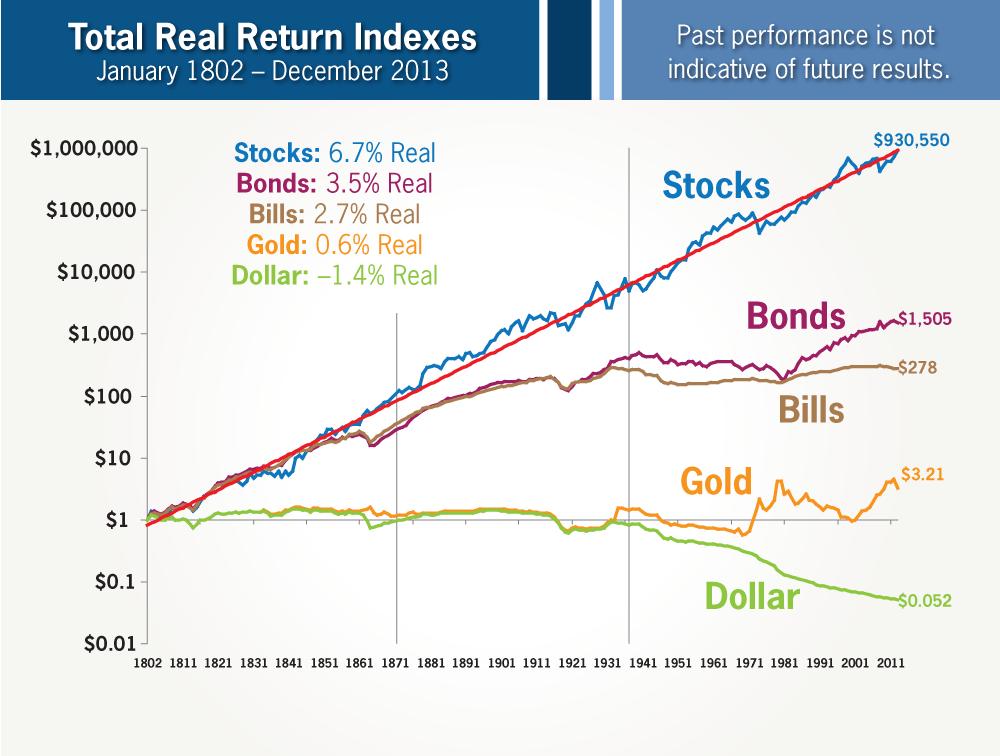 Total Real Return Indexes
January 1802 – December 2013
Past performance is not
indicative of future results.
$1,000,000
$100,000
$10,000
$1,000
$100
$10
$1
$0.1
$0.01
Stocks: 6.7% Real
Bonds: 3.5% Real
Bills: 2.7% Real
Gold: 0.6% Real
Dollar: –1.4% Real
$930,550
Stocks
Bonds
$1,505
$278
Bills
Gold
$3.21
Dollar
$0.052
1802 1811 1821 1831 1841 1851 1861 1871 1881 1891 1901 1911 1921 1931 1941 1951 1961 1971 1981 1991 2001 2011